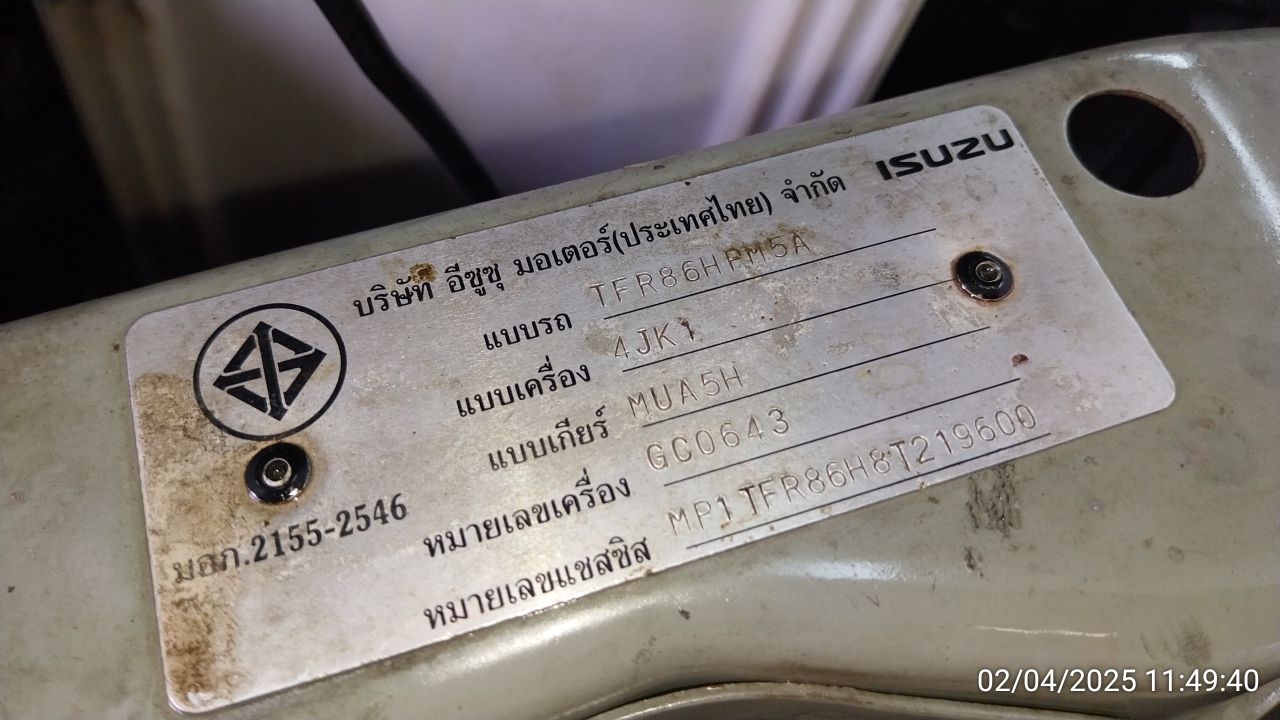 ISUZU
บริษัท อีซูซุ มอเตอร์(ประเทศไทย) จำกัด
แบบรถ TFR86HPM5A
แบบเครื่อง 4JK1
แบบเกียร์ MUA5H
หมายเลขเครื่อง GC0643
หมายเลขแชสซิส MP1TFR86H8T219600
มอก.2155-2546
02/04/2025 11:49:40